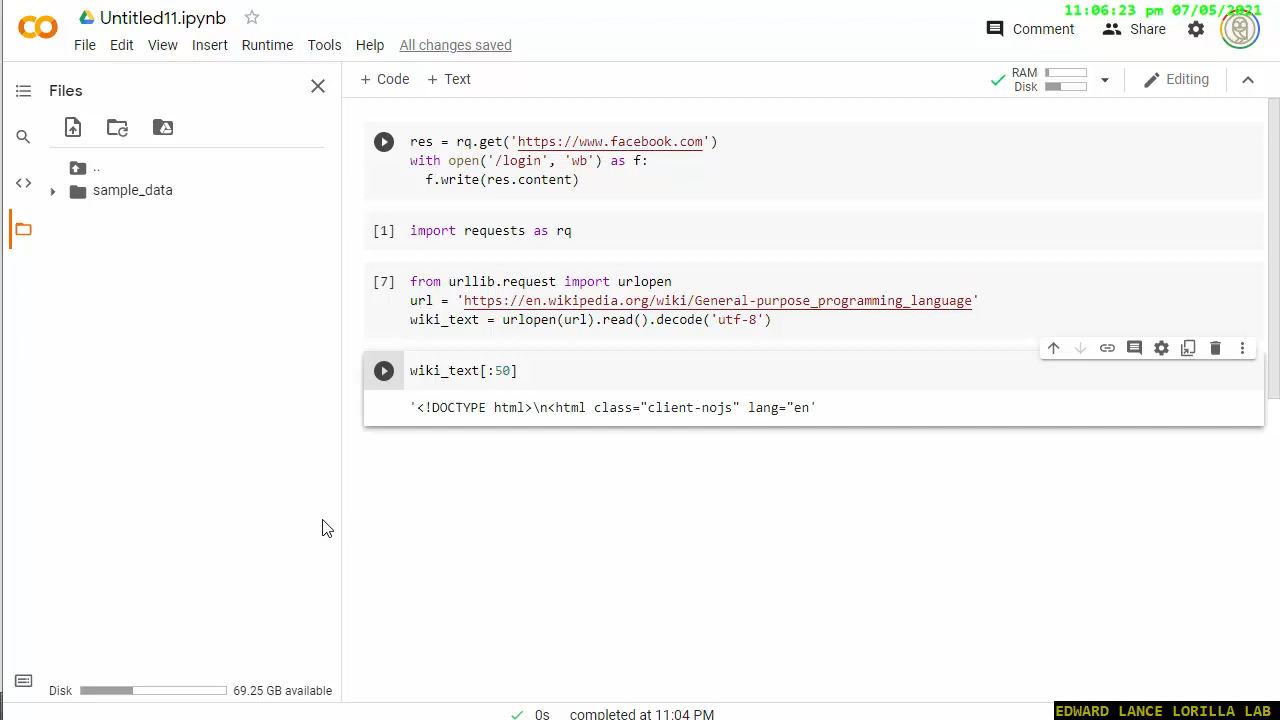 11:06:23 pm 07/05/2021
Untitled11.ipynb
File Edit View Insert Runtime Tools Help All changes saved
Comment Share
Files
+ Code + Text
RAM
Disk
Editing
..
sample_data
res = rq.get('https://www.facebook.com')
with open('/login', 'wb') as f:
f.write(res.content)
[1] import requests as rq
[7] from urllib.request import urlopen
url = 'https://en.wikipedia.org/wiki/General-purpose_programming_language'
wiki_text = urlopen(url).read().decode('utf-8')
wiki_text[:50]
'<!DOCTYPE html>\n<html class="client-nojs" lang="en'
Disk 69.25 GB available
0s completed at 11:04 PM
EDWARD LANCE LORILLA LAB